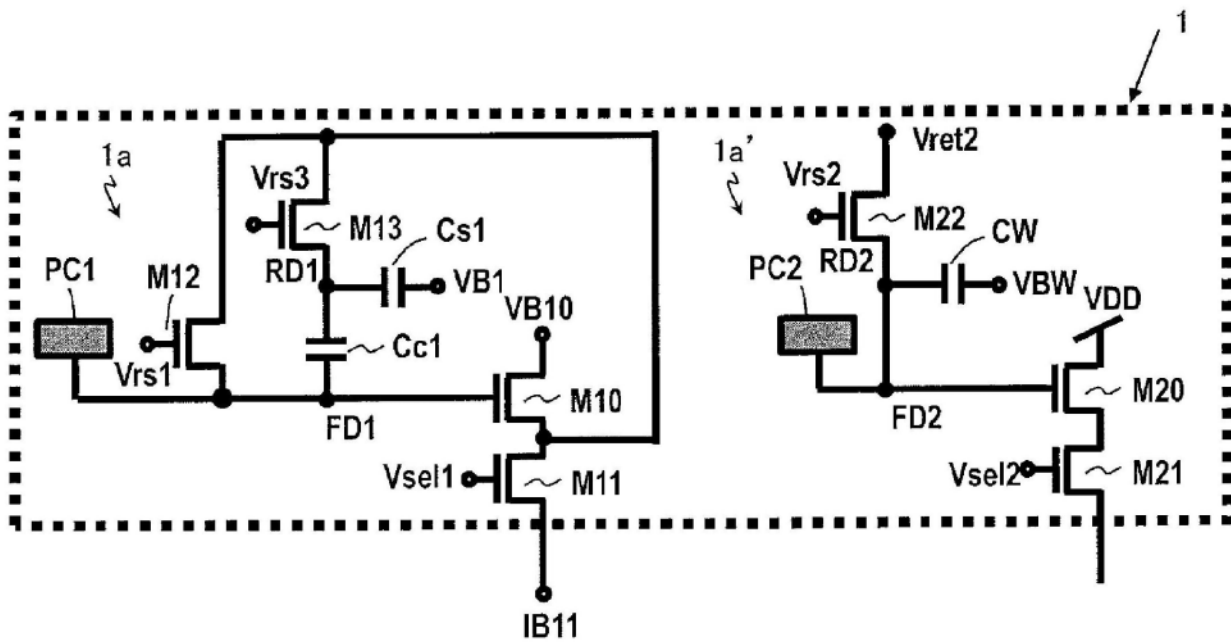 1
1a
Vrs3
M13
Cs1
RD1
VB1
PC1
M12
VB10
Cc1
Vrs1
M10
FD1
Vsel1
M11
IB11
1a'
Vret2
Vrs2
M22
CW
RD2
PC2
VBW
VDD
M20
FD2
Vsel2
M21